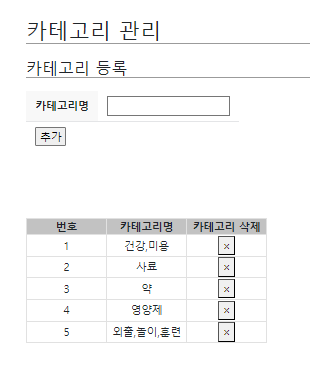 카테고리 관리
카테고리 등록
카테고리명
추가
번호 카테고리명 카테고리 삭제
1 건강,미용 x
2 사료 x
3 약 x
4 영양제 x
5 외출,놀이,훈련 x